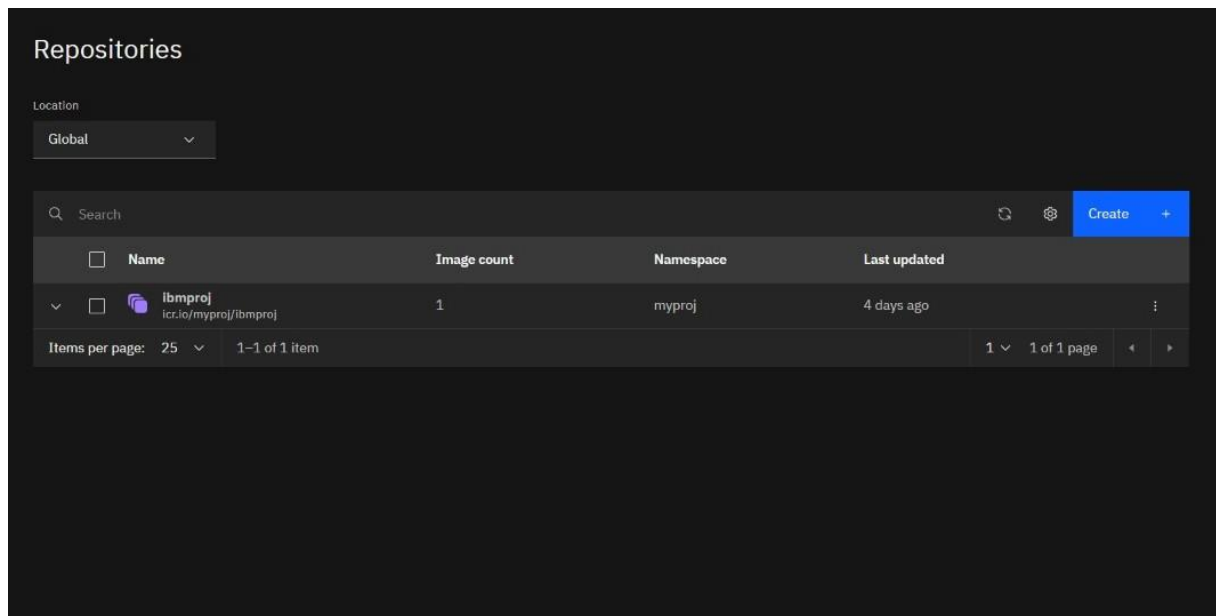 Repositories
Location
Global
Search
Create +
Name Image count Namespace Last updated
ibmproj 1 myproj 4 days ago
icr.io/myproj/ibmproj
Items per page: 25 1–1 of 1 item 1 1 of 1 page